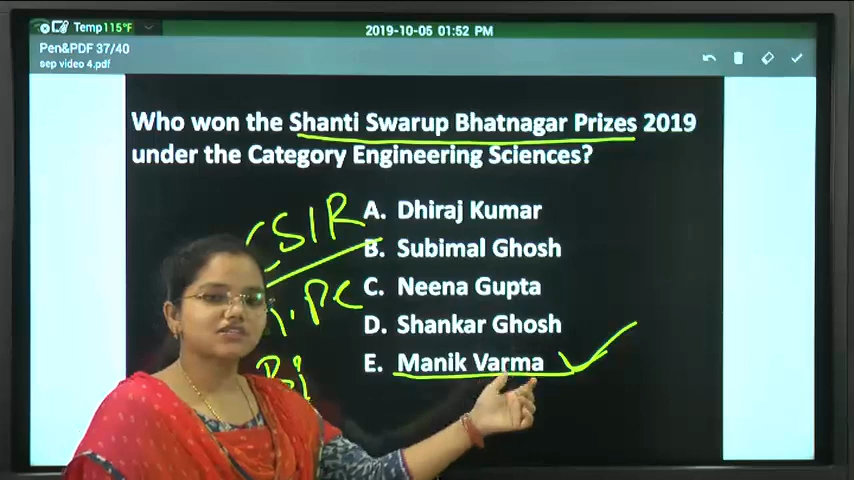 Temp 115°F
2019-10-05 01:52 PM
Pen&PDF 37/40
sep video 4.pdf
Who won the Shanti Swarup Bhatnagar Prizes 2019
under the Category Engineering Sciences?
CSIR
A. Dhiraj Kumar
B. Subimal Ghosh
C. Neena Gupta
D. Shankar Ghosh
E. Manik Varma